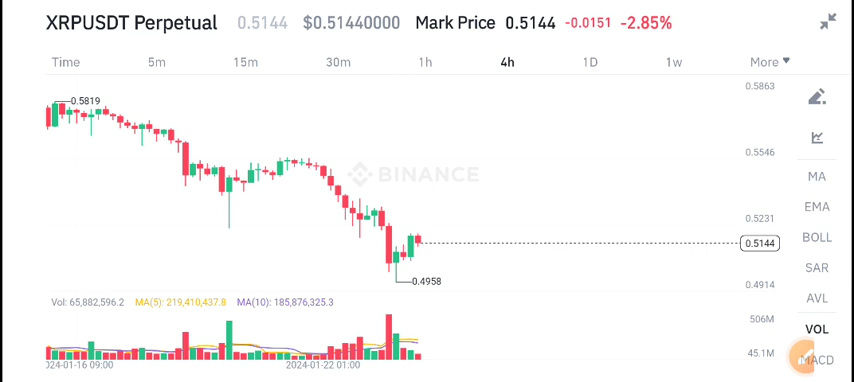 XRPUSDT Perpetual 0.5144 $0.51440000 Mark Price 0.5144 -0.0151 -2.85%
Time 5m 15m 30m 1h 4h 1D 1w More
0.5863
0.5819
0.5546
BINANCE
0.5231
0.5144
0.4958
0.4914
MA
EMA
BOLL
SAR
AVL
VOL
MACD
Vol: 65,882,596.2 MA(5): 219,410,437.8 MA(10): 185,876,325.3
506M
45.1M
024-01-16 09:00 2024-01-22 01:00